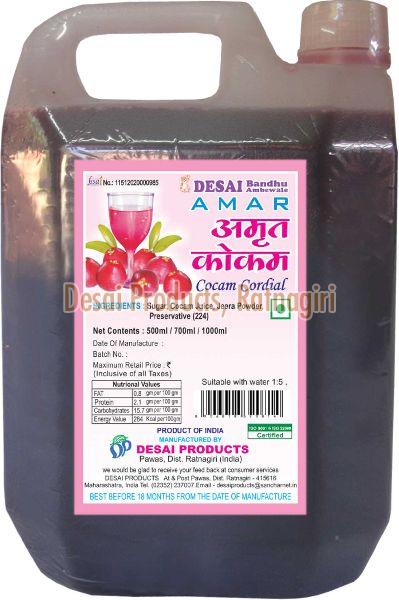 fssai No.: 11512020000985
DESAI Bandhu Ambewale
AMAR
अमृत
कोकम
Cocam Cordial
Desai Products, Ratnagiri
INGREDIENTS : Sugar, Cocam Juice, Jeera Powder,
Preservative (224)
Net Contents : 500ml / 700ml / 1000ml
Date Of Manufacture :
Batch No. :
Maximum Retail Price : ₹
(Inclusive of all Taxes)
Suitable with water 1:5 .
Nutritional Values
FAT 0.8 gm per 100 gm
Protein 2.1 gm per 100 gm
Carbohydrates 15.7 gm per 100 gm
Energy Value 264 Kcal per100gm
ISO 9001 & ISO 22000
Certified
PRODUCT OF INDIA
MANUFACTURED BY
DESAI PRODUCTS
Pawas, Dist. Ratnagiri (India)
we would be glad to receive your feed back at consumer services
DESAI PRODUCTS At & Post Pawas, Dist. Ratnagiri - 415616
Maharashtra, India Tel. (02352) 237007 Email - desaiproducts@sancharnet.in
BEST BEFORE 18 MONTHS FROM THE DATE OF MANUFACTURE